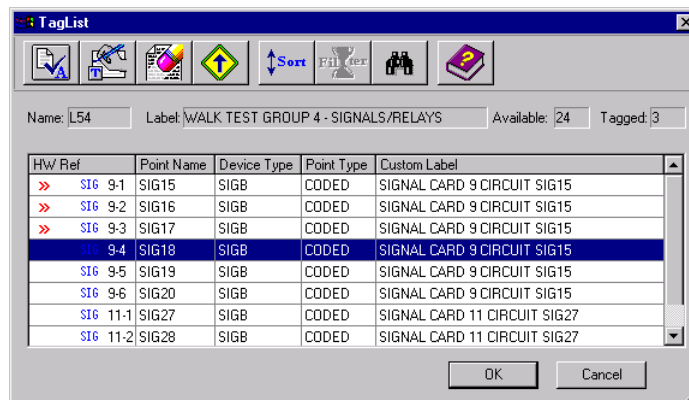 TagList
A T Sort Filter
Name: L54 Label: WALK TEST GROUP 4 - SIGNALS/RELAYS Available: 24 Tagged: 3
HW Ref Point Name Device Type Point Type Custom Label
SIG 9-1 SIG15 SIGB CODED SIGNAL CARD 9 CIRCUIT SIG15
SIG 9-2 SIG16 SIGB CODED SIGNAL CARD 9 CIRCUIT SIG15
SIG 9-3 SIG17 SIGB CODED SIGNAL CARD 9 CIRCUIT SIG15
SIG 9-4 SIG18 SIGB CODED SIGNAL CARD 9 CIRCUIT SIG15
SIG 9-5 SIG19 SIGB CODED SIGNAL CARD 9 CIRCUIT SIG15
SIG 9-6 SIG20 SIGB CODED SIGNAL CARD 9 CIRCUIT SIG15
SIG 11-1 SIG27 SIGB CODED SIGNAL CARD 11 CIRCUIT SIG27
SIG 11-2 SIG28 SIGB CODED SIGNAL CARD 11 CIRCUIT SIG27
OK Cancel